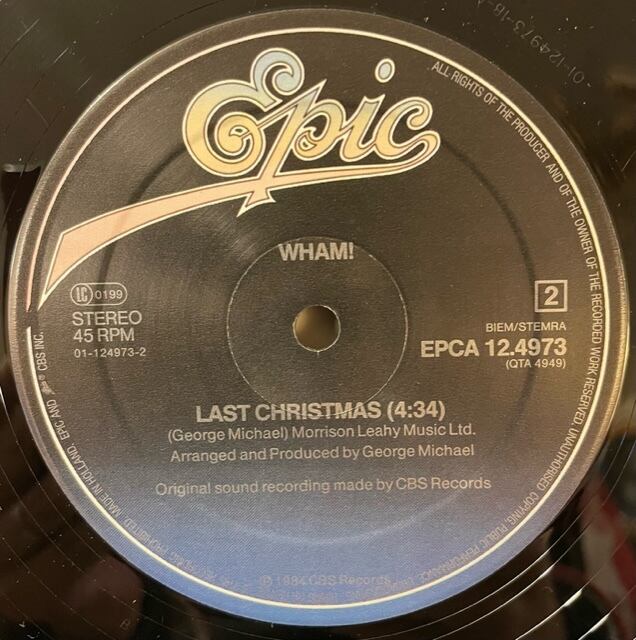 01-124973-
Epic
ALL RIGHTS OF THE PRODUCER AND OF THE OWNER OF THE RECORDED WORK RESERVED. UNAUTHORISED COPYING, PUBLIC PERFORMANC
WHAM!
LC 0199
STEREO
45 RPM
01-124973-2
2
BIEM/STEMRA
EPCA 12.4973
(QTA 4949)
LAST CHRISTMAS (4:34)
(George Michael) Morrison Leahy Music Ltd.
Arranged and Produced by George Michael
Original sound recording made by CBS Records
℗ 1984 CBS Records
PROHIBITED. MADE IN HOLLAND. EPIC AND ® CBS INC.